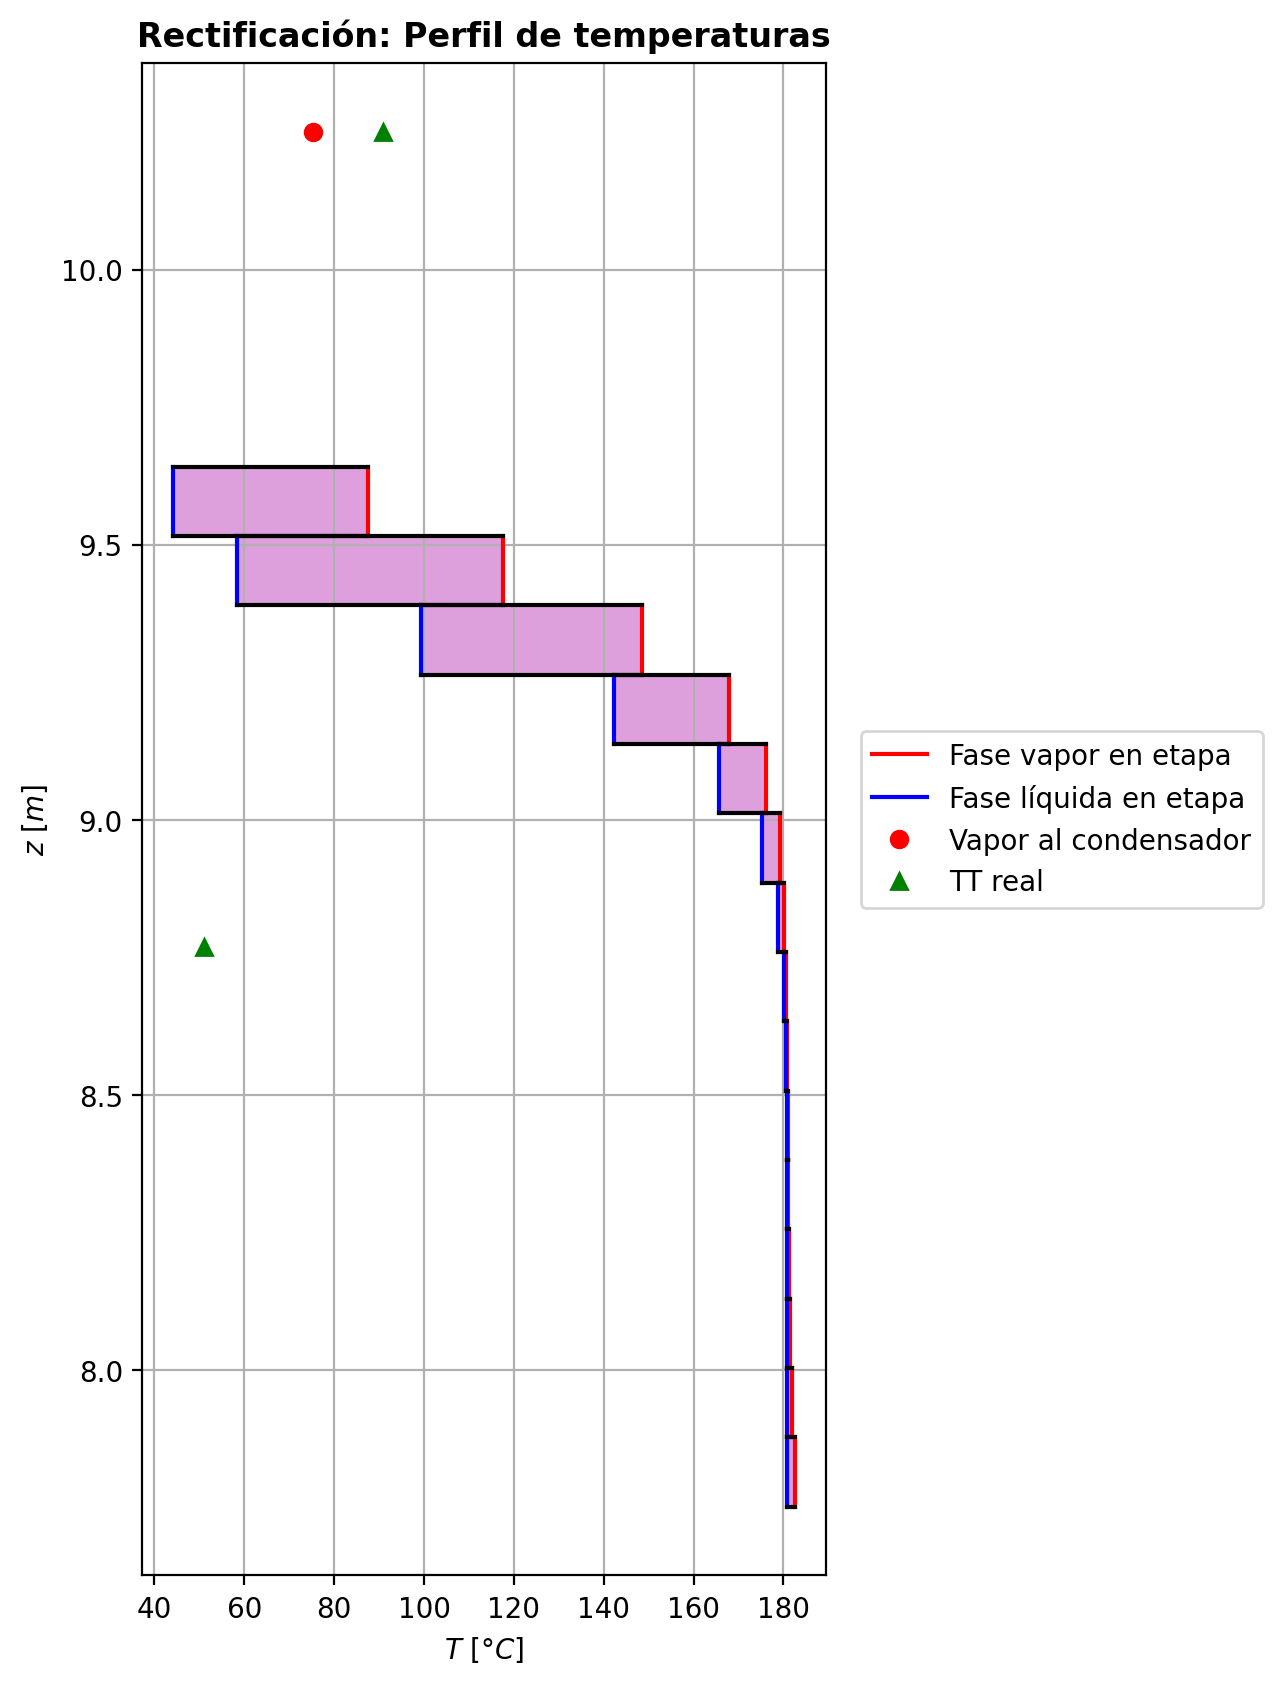 Rectificación: Perfil de temperaturas
10.0
9.5
9.0
8.5
8.0
z [m]
40 60 80 100 120 140 160 180
T [°C]
Fase vapor en etapa
Fase líquida en etapa
Vapor al condensador
TT real